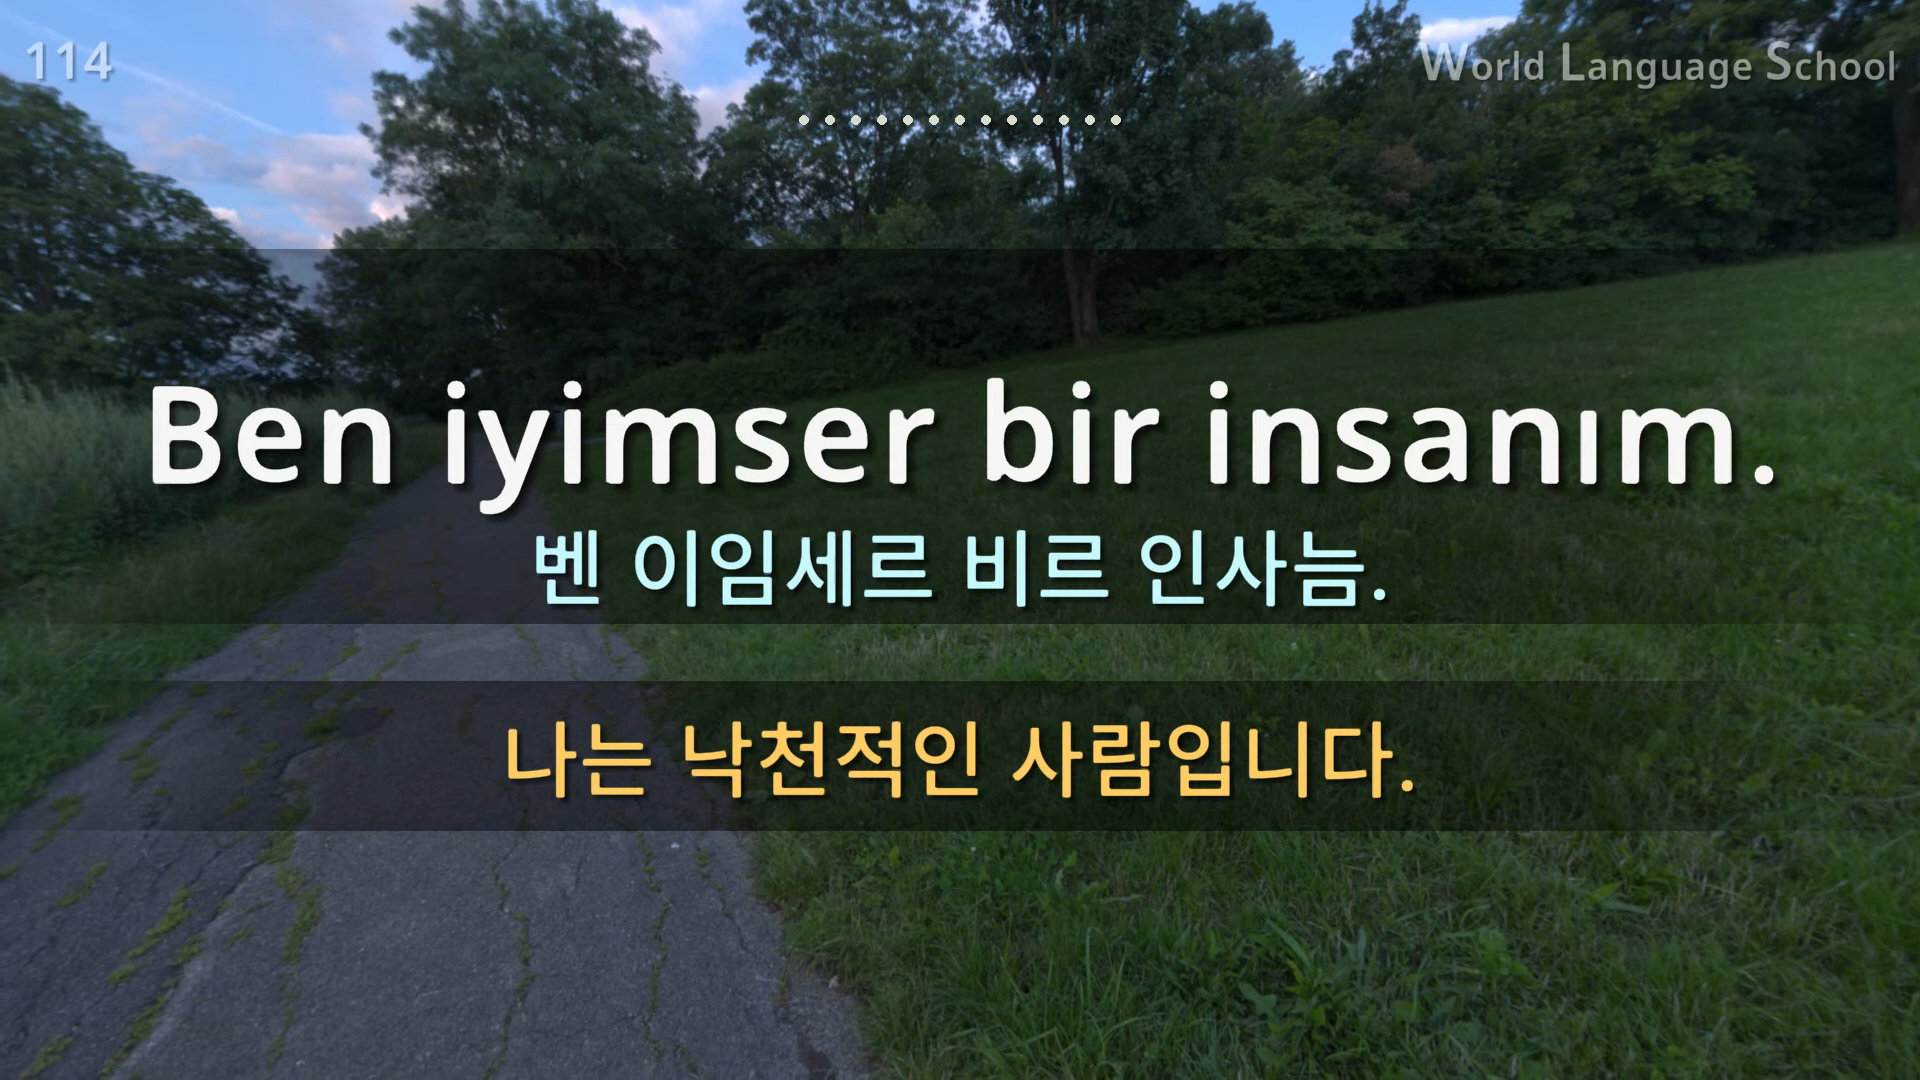 114
World Language School
Ben iyimser bir insanım.
벤 이임세르 비르 인사늠.
나는 낙천적인 사람입니다.